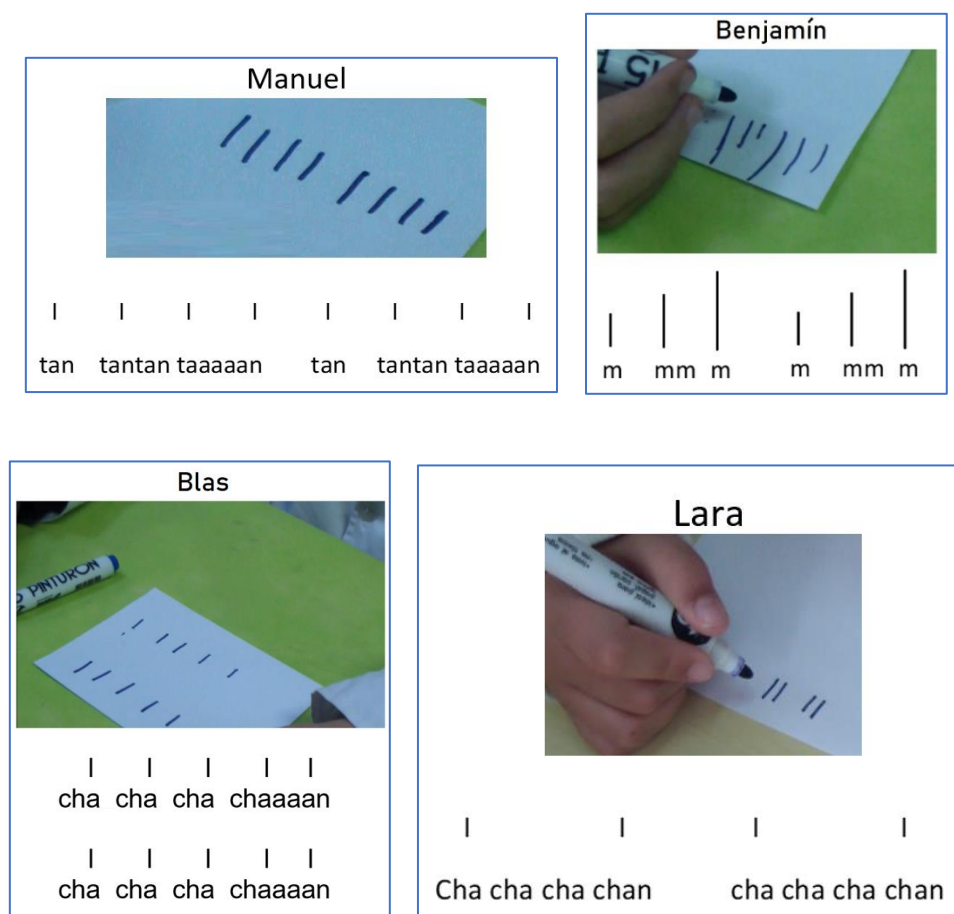 Manuel
| | | | | | | |
tan tantan taaaaan tan tantan taaaaan
Benjamín
| | | | | |
m mm m m mm m
Blas
PINTURON
| | | | |
cha cha cha chaaaan
| | | | |
cha cha cha chaaaan
Lara
| | | |
Cha cha cha chan cha cha cha chan